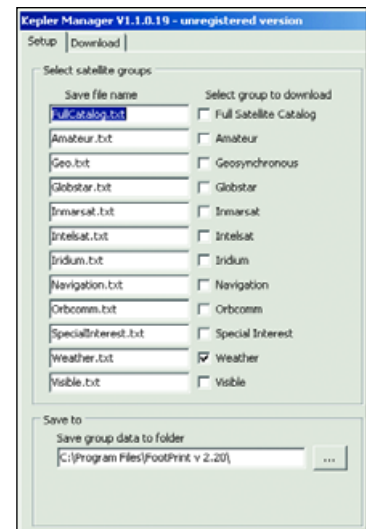 Kepler Manager V1.1.0.19 - unregistered version
Setup Download
Select satellite groups
Save file name Select group to download
FullCatalog.txt Full Satellite Catalog
Amateur.txt Amateur
Geo.txt Geosynchronous
Globstar.txt Globstar
Inmarsat.txt Inmarsat
Intelsat.txt Intelsat
Iridium.txt Iridium
Navigation.txt Navigation
Orbcomm.txt Orbcomm
SpecialInterest.txt Special Interest
Weather.txt Weather
Visible.txt Visible
Save to
Save group data to folder
C:\Program Files\FootPrint v 2.20\ ...